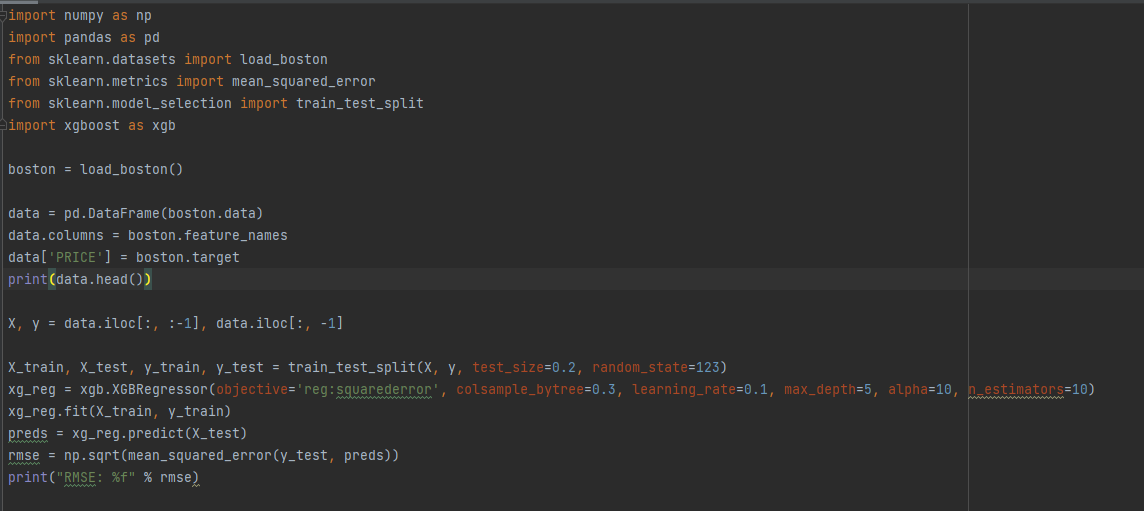 import numpy as np
import pandas as pd
from sklearn.datasets import load_boston
from sklearn.metrics import mean_squared_error
from sklearn.model_selection import train_test_split
import xgboost as xgb
boston = load_boston()
data = pd.DataFrame(boston.data)
data.columns = boston.feature_names
data['PRICE'] = boston.target
print(data.head())
X, y = data.iloc[:, :-1], data.iloc[:, -1]
X_train, X_test, y_train, y_test = train_test_split(X, y, test_size=0.2, random_state=123)
xg_reg = xgb.XGBRegressor(objective='reg:squarederror', colsample_bytree=0.3, learning_rate=0.1, max_depth=5, alpha=10, n_estimators=10)
xg_reg.fit(X_train, y_train)
preds = xg_reg.predict(X_test)
rmse = np.sqrt(mean_squared_error(y_test, preds))
print("RMSE: %f" % rmse)